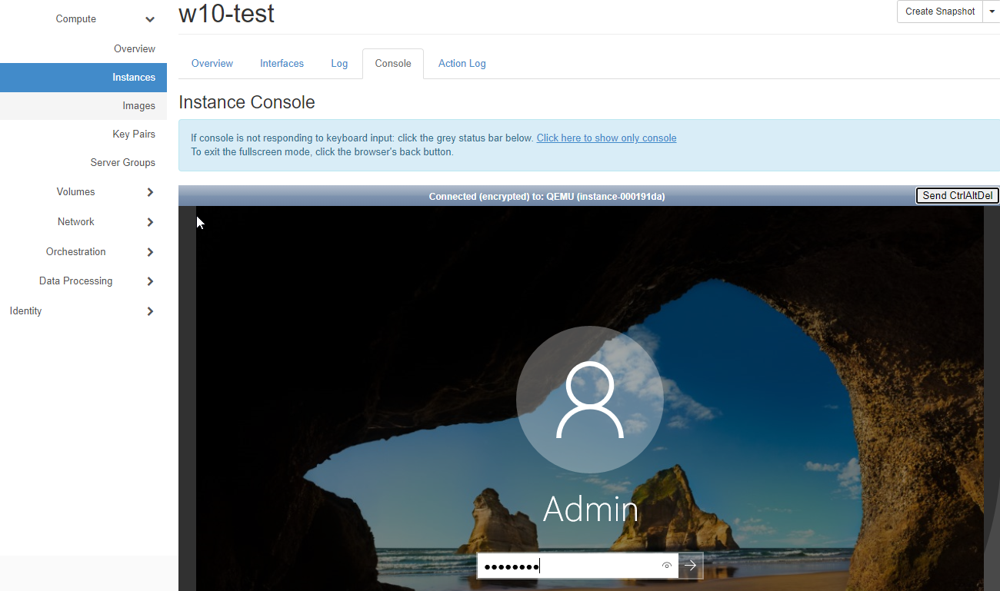 Compute
Overview
Instances
Images
Key Pairs
Server Groups
Volumes
Network
Orchestration
Data Processing
Identity
w10-test
Create Snapshot
Overview Interfaces Log Console Action Log
Instance Console
If console is not responding to keyboard input: click the grey status bar below. Click here to show only console
To exit the fullscreen mode, click the browser's back button.
Connected (encrypted) to: QEMU (instance-000191da)
Send CtrlAltDel
Admin